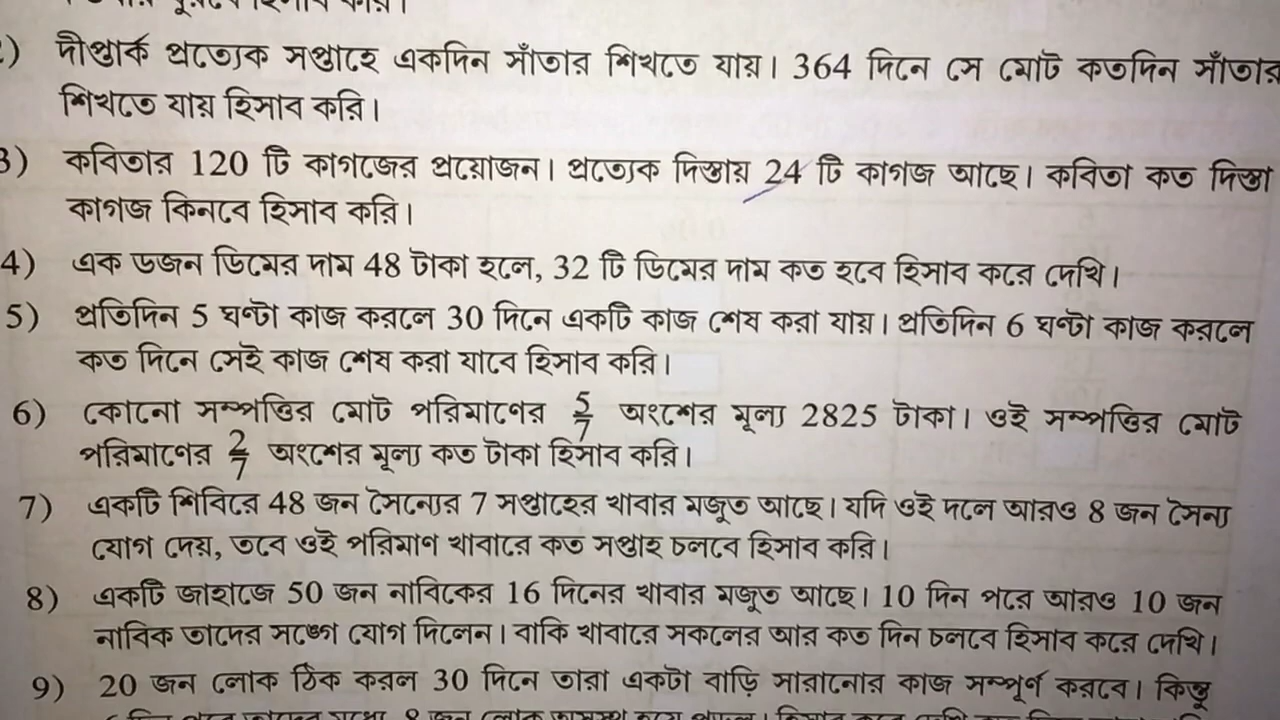 ) দীপ্তার্ক প্রত্যেক সপ্তাহে একদিন সাঁতার শিখতে যায়। 364 দিনে সে মোট কতদিন সাঁতার
শিখতে যায় হিসাব করি।
3) কবিতার 120 টি কাগজের প্রয়োজন। প্রত্যেক দিস্তায় 24 টি কাগজ আছে। কবিতা কত দিস্তা
কাগজ কিনবে হিসাব করি।
4) এক ডজন ডিমের দাম 48 টাকা হলে, 32 টি ডিমের দাম কত হবে হিসাব করে দেখি।
5) প্রতিদিন 5 ঘণ্টা কাজ করলে 30 দিনে একটি কাজ শেষ করা যায়। প্রতিদিন 6 ঘণ্টা কাজ করলে
কত দিনে সেই কাজ শেষ করা যাবে হিসাব করি।
6) কোনো সম্পত্তির মোট পরিমাণের 5/7 অংশের মূল্য 2825 টাকা। ওই সম্পত্তির মোট
পরিমাণের 2/7 অংশের মূল্য কত টাকা হিসাব করি।
7) একটি শিবিরে 48 জন সৈন্যের 7 সপ্তাহের খাবার মজুত আছে। যদি ওই দলে আরও 8 জন সৈন্য
যোগ দেয়, তবে ওই পরিমাণ খাবারে কত সপ্তাহ চলবে হিসাব করি।
8) একটি জাহাজে 50 জন নাবিকের 16 দিনের খাবার মজুত আছে। 10 দিন পরে আরও 10 জন
নাবিক তাদের সঙ্গে যোগ দিলেন। বাকি খাবারে সকলের আর কত দিন চলবে হিসাব করে দেখি।
9) 20 জন লোক ঠিক করল 30 দিনে তারা একটা বাড়ি সারানোর কাজ সম্পূর্ণ করবে। কিন্তু